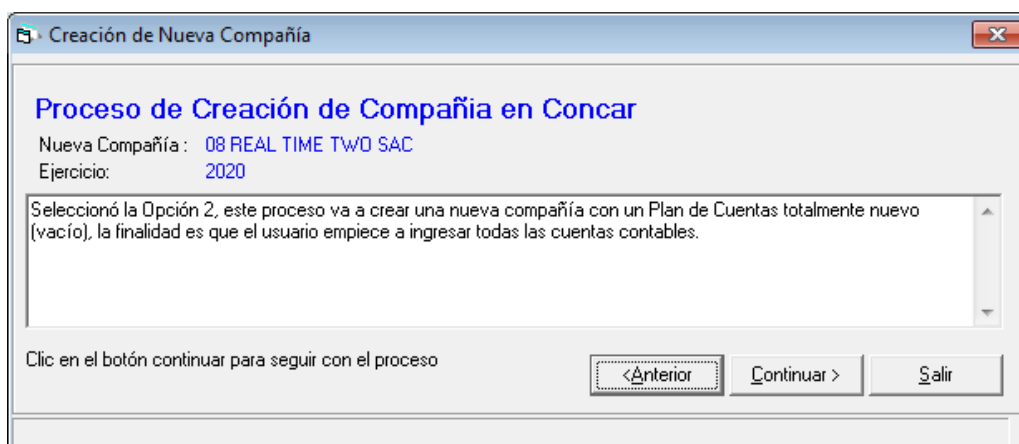 Creación de Nueva Compañía
Proceso de Creación de Compañia en Concar
Nueva Compañía : 08 REAL TIME TWO SAC
Ejercicio: 2020
Seleccionó la Opción 2, este proceso va a crear una nueva compañía con un Plan de Cuentas totalmente nuevo
(vacío), la finalidad es que el usuario empiece a ingresar todas las cuentas contables.
Clic en el botón continuar para seguir con el proceso
<Anterior Continuar > Salir